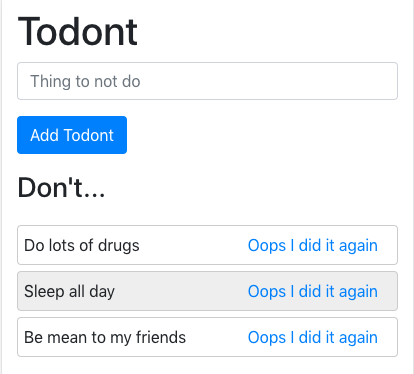 Todont
Thing to not do
Add Todont
Don't...
Do lots of drugs Oops I did it again
Sleep all day Oops I did it again
Be mean to my friends Oops I did it again